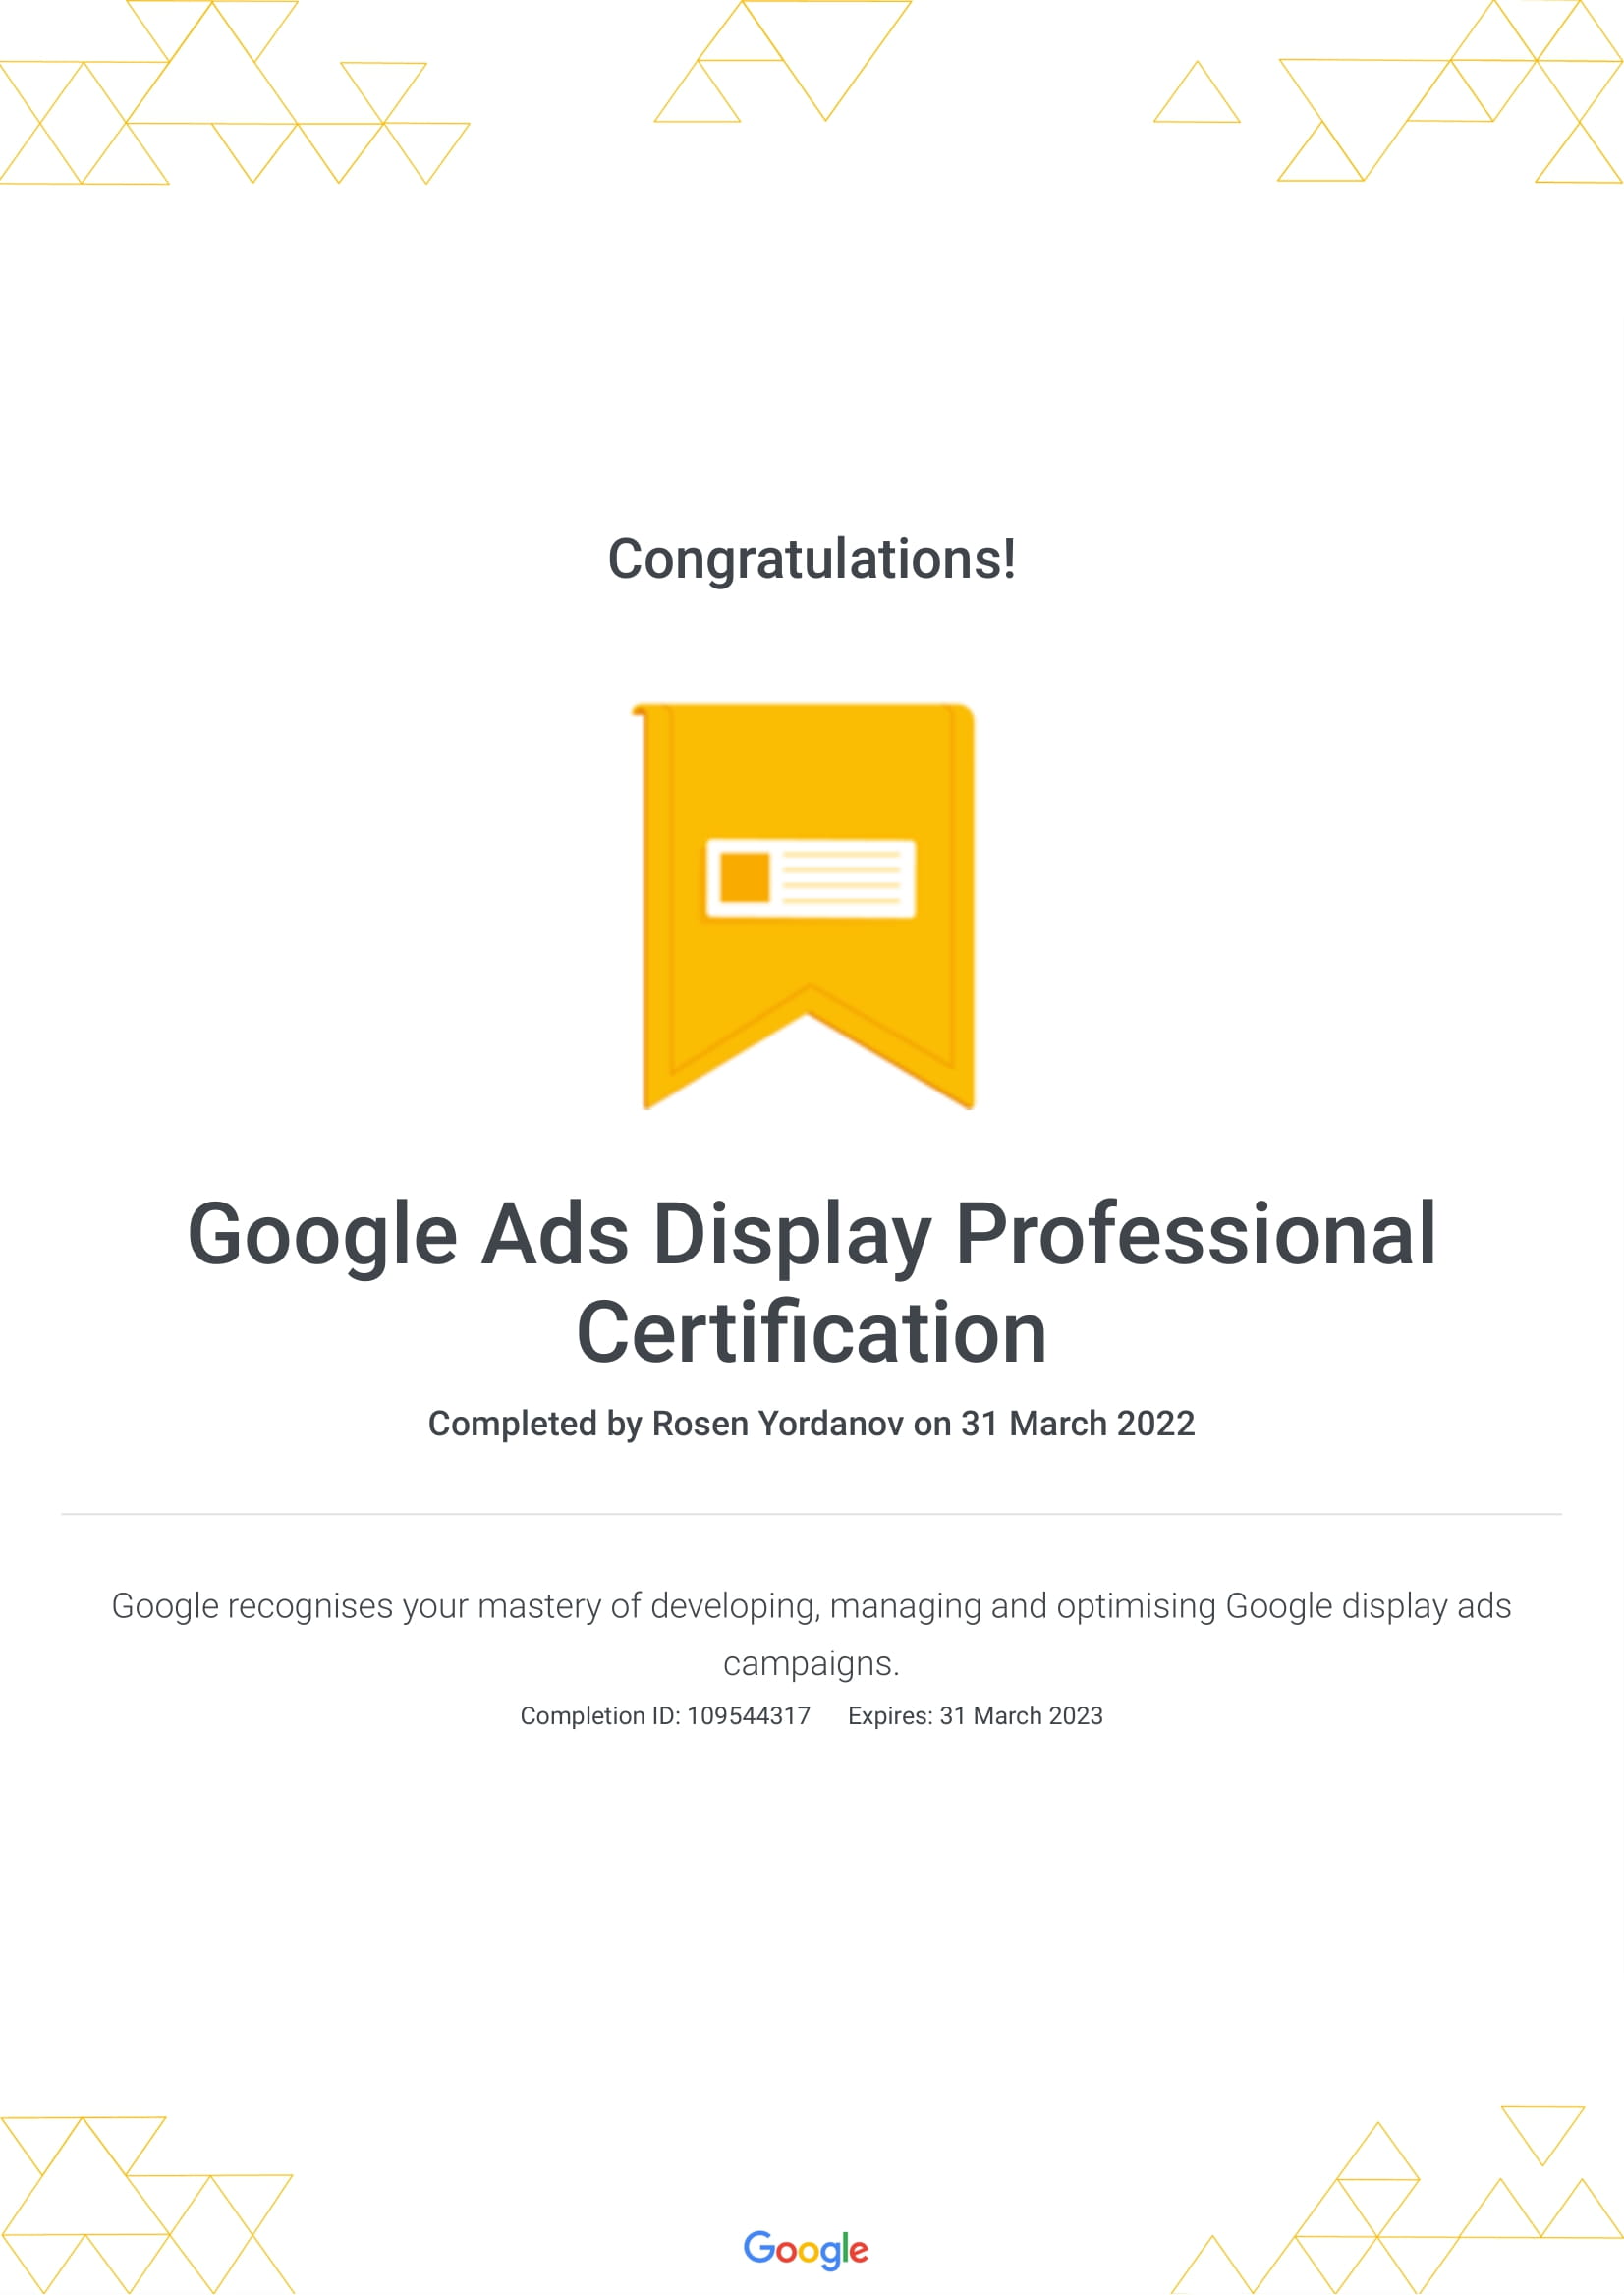 Congratulations!
Google Ads Display Professional
Certification
Completed by Rosen Yordanov on 31 March 2022
Google recognises your mastery of developing, managing and optimising Google display ads
campaigns.
Completion ID: 109544317 Expires: 31 March 2023
Google